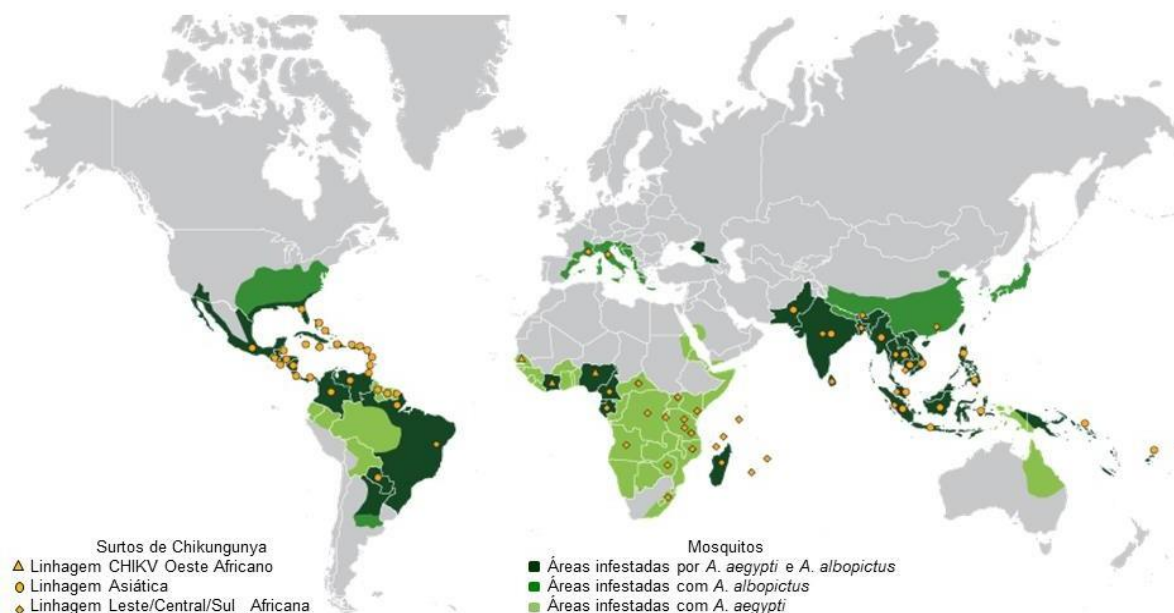 Surtos de Chikungunya
Linhagem CHIKV Oeste Africano
Linhagem Asiática
Linhagem Leste/Central/Sul Africana
Mosquitos
Áreas infestadas por A. aegypti e A. albopictus
Áreas infestadas com A. albopictus
Áreas infestadas com A. aegypti